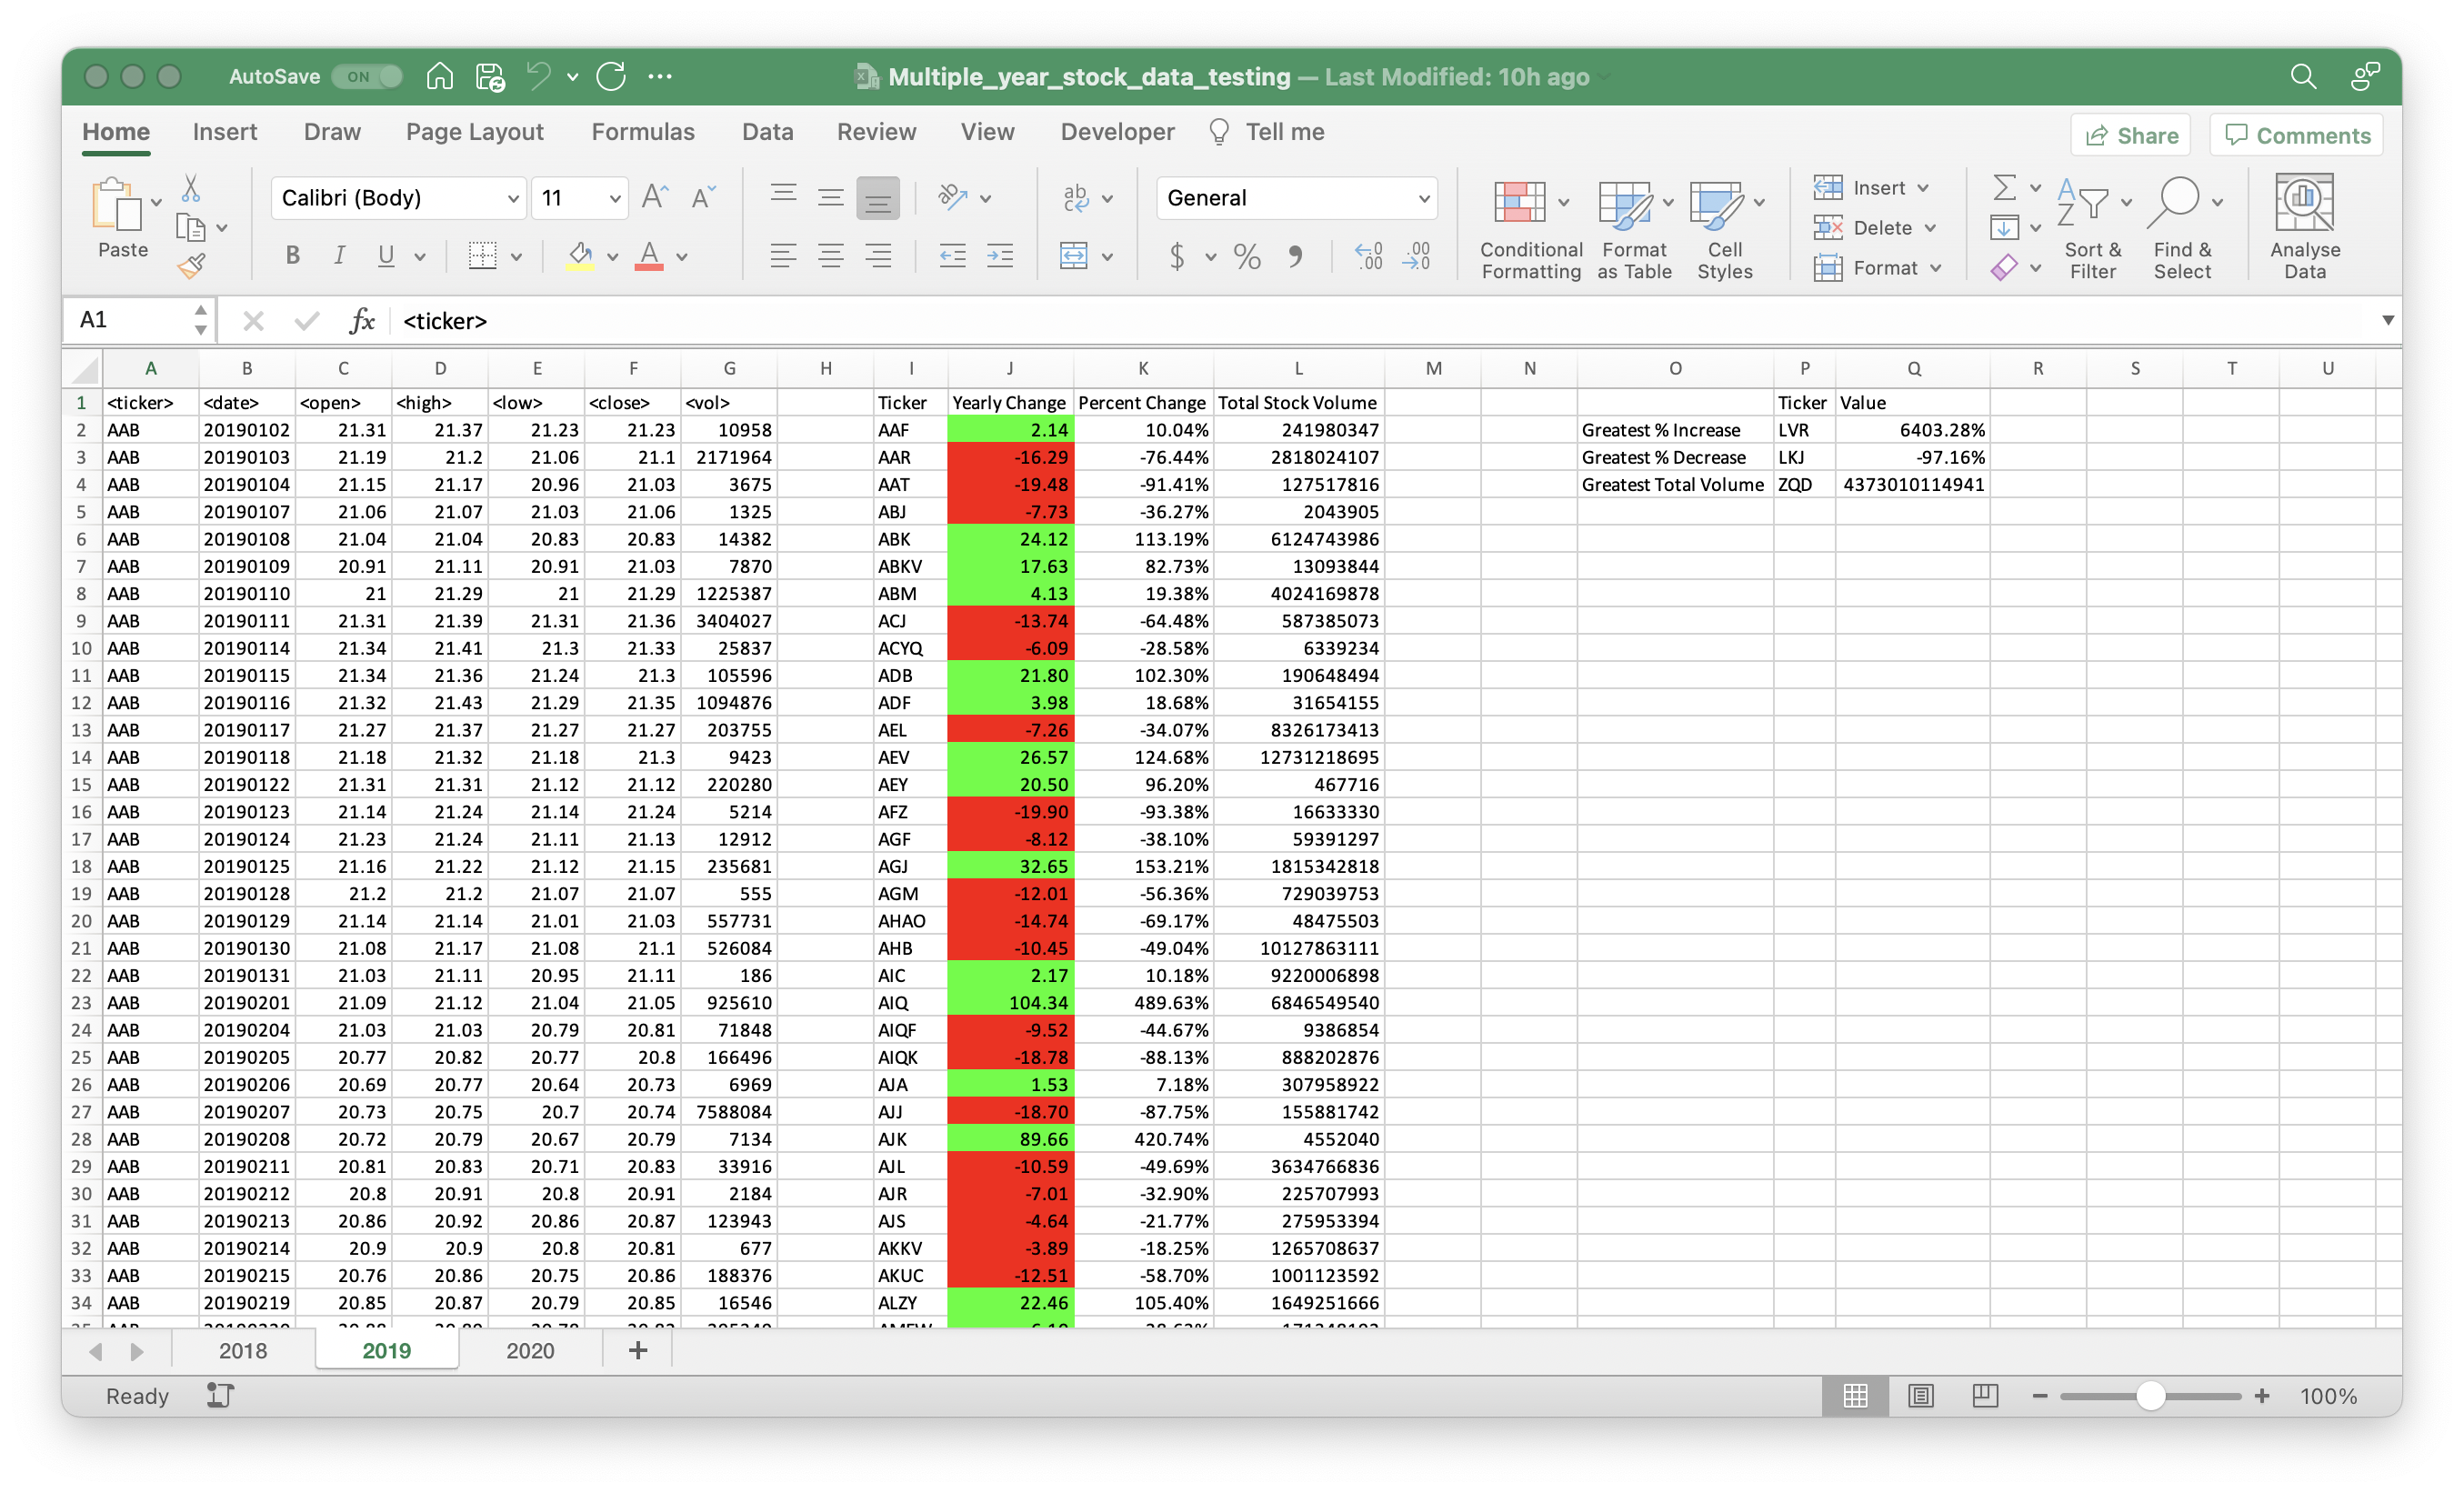 AutoSave ON Multiple_year_stock_data_testing — Last Modified: 10h ago
Home Insert Draw Page Layout Formulas Data Review View Developer Tell me Share Comments
Paste Calibri (Body) 11 General Conditional Formatting Format as Table Cell Styles Insert Delete Format Sort & Filter Find & Select Analyse Data
A1 fx <ticker>
A B C D E F G H I J K L M N O P Q R S T U
1 <ticker> <date> <open> <high> <low> <close> <vol> Ticker Yearly Change Percent Change Total Stock Volume Ticker Value
2 AAB 20190102 21.31 21.37 21.23 21.23 10958 AAF 2.14 10.04% 241980347 Greatest % Increase LVR 6403.28%
3 AAB 20190103 21.19 21.2 21.06 21.1 2171964 AAR -16.29 -76.44% 2818024107 Greatest % Decrease LKJ -97.16%
4 AAB 20190104 21.15 21.17 20.96 21.03 3675 AAT -19.48 -91.41% 127517816 Greatest Total Volume ZQD 4373010114941
5 AAB 20190107 21.06 21.07 21.03 21.06 1325 ABJ -7.73 -36.27% 2043905
6 AAB 20190108 21.04 21.04 20.83 20.83 14382 ABK 24.12 113.19% 6124743986
7 AAB 20190109 20.91 21.11 20.91 21.03 7870 ABKV 17.63 82.73% 13093844
8 AAB 20190110 21 21.29 21 21.29 1225387 ABM 4.13 19.38% 4024169878
9 AAB 20190111 21.31 21.39 21.31 21.36 3404027 ACJ -13.74 -64.48% 587385073
10 AAB 20190114 21.34 21.41 21.3 21.33 25837 ACYQ -6.09 -28.58% 6339234
11 AAB 20190115 21.34 21.36 21.24 21.3 105596 ADB 21.80 102.30% 190648494
12 AAB 20190116 21.32 21.43 21.29 21.35 1094876 ADF 3.98 18.68% 31654155
13 AAB 20190117 21.27 21.37 21.27 21.27 203755 AEL -7.26 -34.07% 8326173413
14 AAB 20190118 21.18 21.32 21.18 21.3 9423 AEV 26.57 124.68% 12731218695
15 AAB 20190122 21.31 21.31 21.12 21.12 220280 AEY 20.50 96.20% 467716
16 AAB 20190123 21.14 21.24 21.14 21.24 5214 AFZ -19.90 -93.38% 16633330
17 AAB 20190124 21.23 21.24 21.11 21.13 12912 AGF -8.12 -38.10% 59391297
18 AAB 20190125 21.16 21.22 21.12 21.15 235681 AGJ 32.65 153.21% 1815342818
19 AAB 20190128 21.2 21.2 21.07 21.07 555 AGM -12.01 -56.36% 729039753
20 AAB 20190129 21.14 21.14 21.01 21.03 557731 AHAO -14.74 -69.17% 48475503
21 AAB 20190130 21.08 21.17 21.08 21.1 526084 AHB -10.45 -49.04% 10127863111
22 AAB 20190131 21.03 21.11 20.95 21.11 186 AIC 2.17 10.18% 9220006898
23 AAB 20190201 21.09 21.12 21.04 21.05 925610 AIQ 104.34 489.63% 6846549540
24 AAB 20190204 21.03 21.03 20.79 20.81 71848 AIQF -9.52 -44.67% 9386854
25 AAB 20190205 20.77 20.82 20.77 20.8 166496 AIQK -18.78 -88.13% 888202876
26 AAB 20190206 20.69 20.77 20.64 20.73 6969 AJA 1.53 7.18% 307958922
27 AAB 20190207 20.73 20.75 20.7 20.74 7588084 AJJ -18.70 -87.75% 155881742
28 AAB 20190208 20.72 20.79 20.67 20.79 7134 AJK 89.66 420.74% 4552040
29 AAB 20190211 20.81 20.83 20.71 20.83 33916 AJL -10.59 -49.69% 3634766836
30 AAB 20190212 20.8 20.91 20.8 20.91 2184 AJR -7.01 -32.90% 225707993
31 AAB 20190213 20.86 20.92 20.86 20.87 123943 AJS -4.64 -21.77% 275953394
32 AAB 20190214 20.9 20.9 20.8 20.81 677 AKKV -3.89 -18.25% 1265708637
33 AAB 20190215 20.76 20.86 20.75 20.86 188376 AKUC -12.51 -58.70% 1001123592
34 AAB 20190219 20.85 20.87 20.79 20.85 16546 ALZY 22.46 105.40% 1649251666
2018 2019 2020
Ready 100%